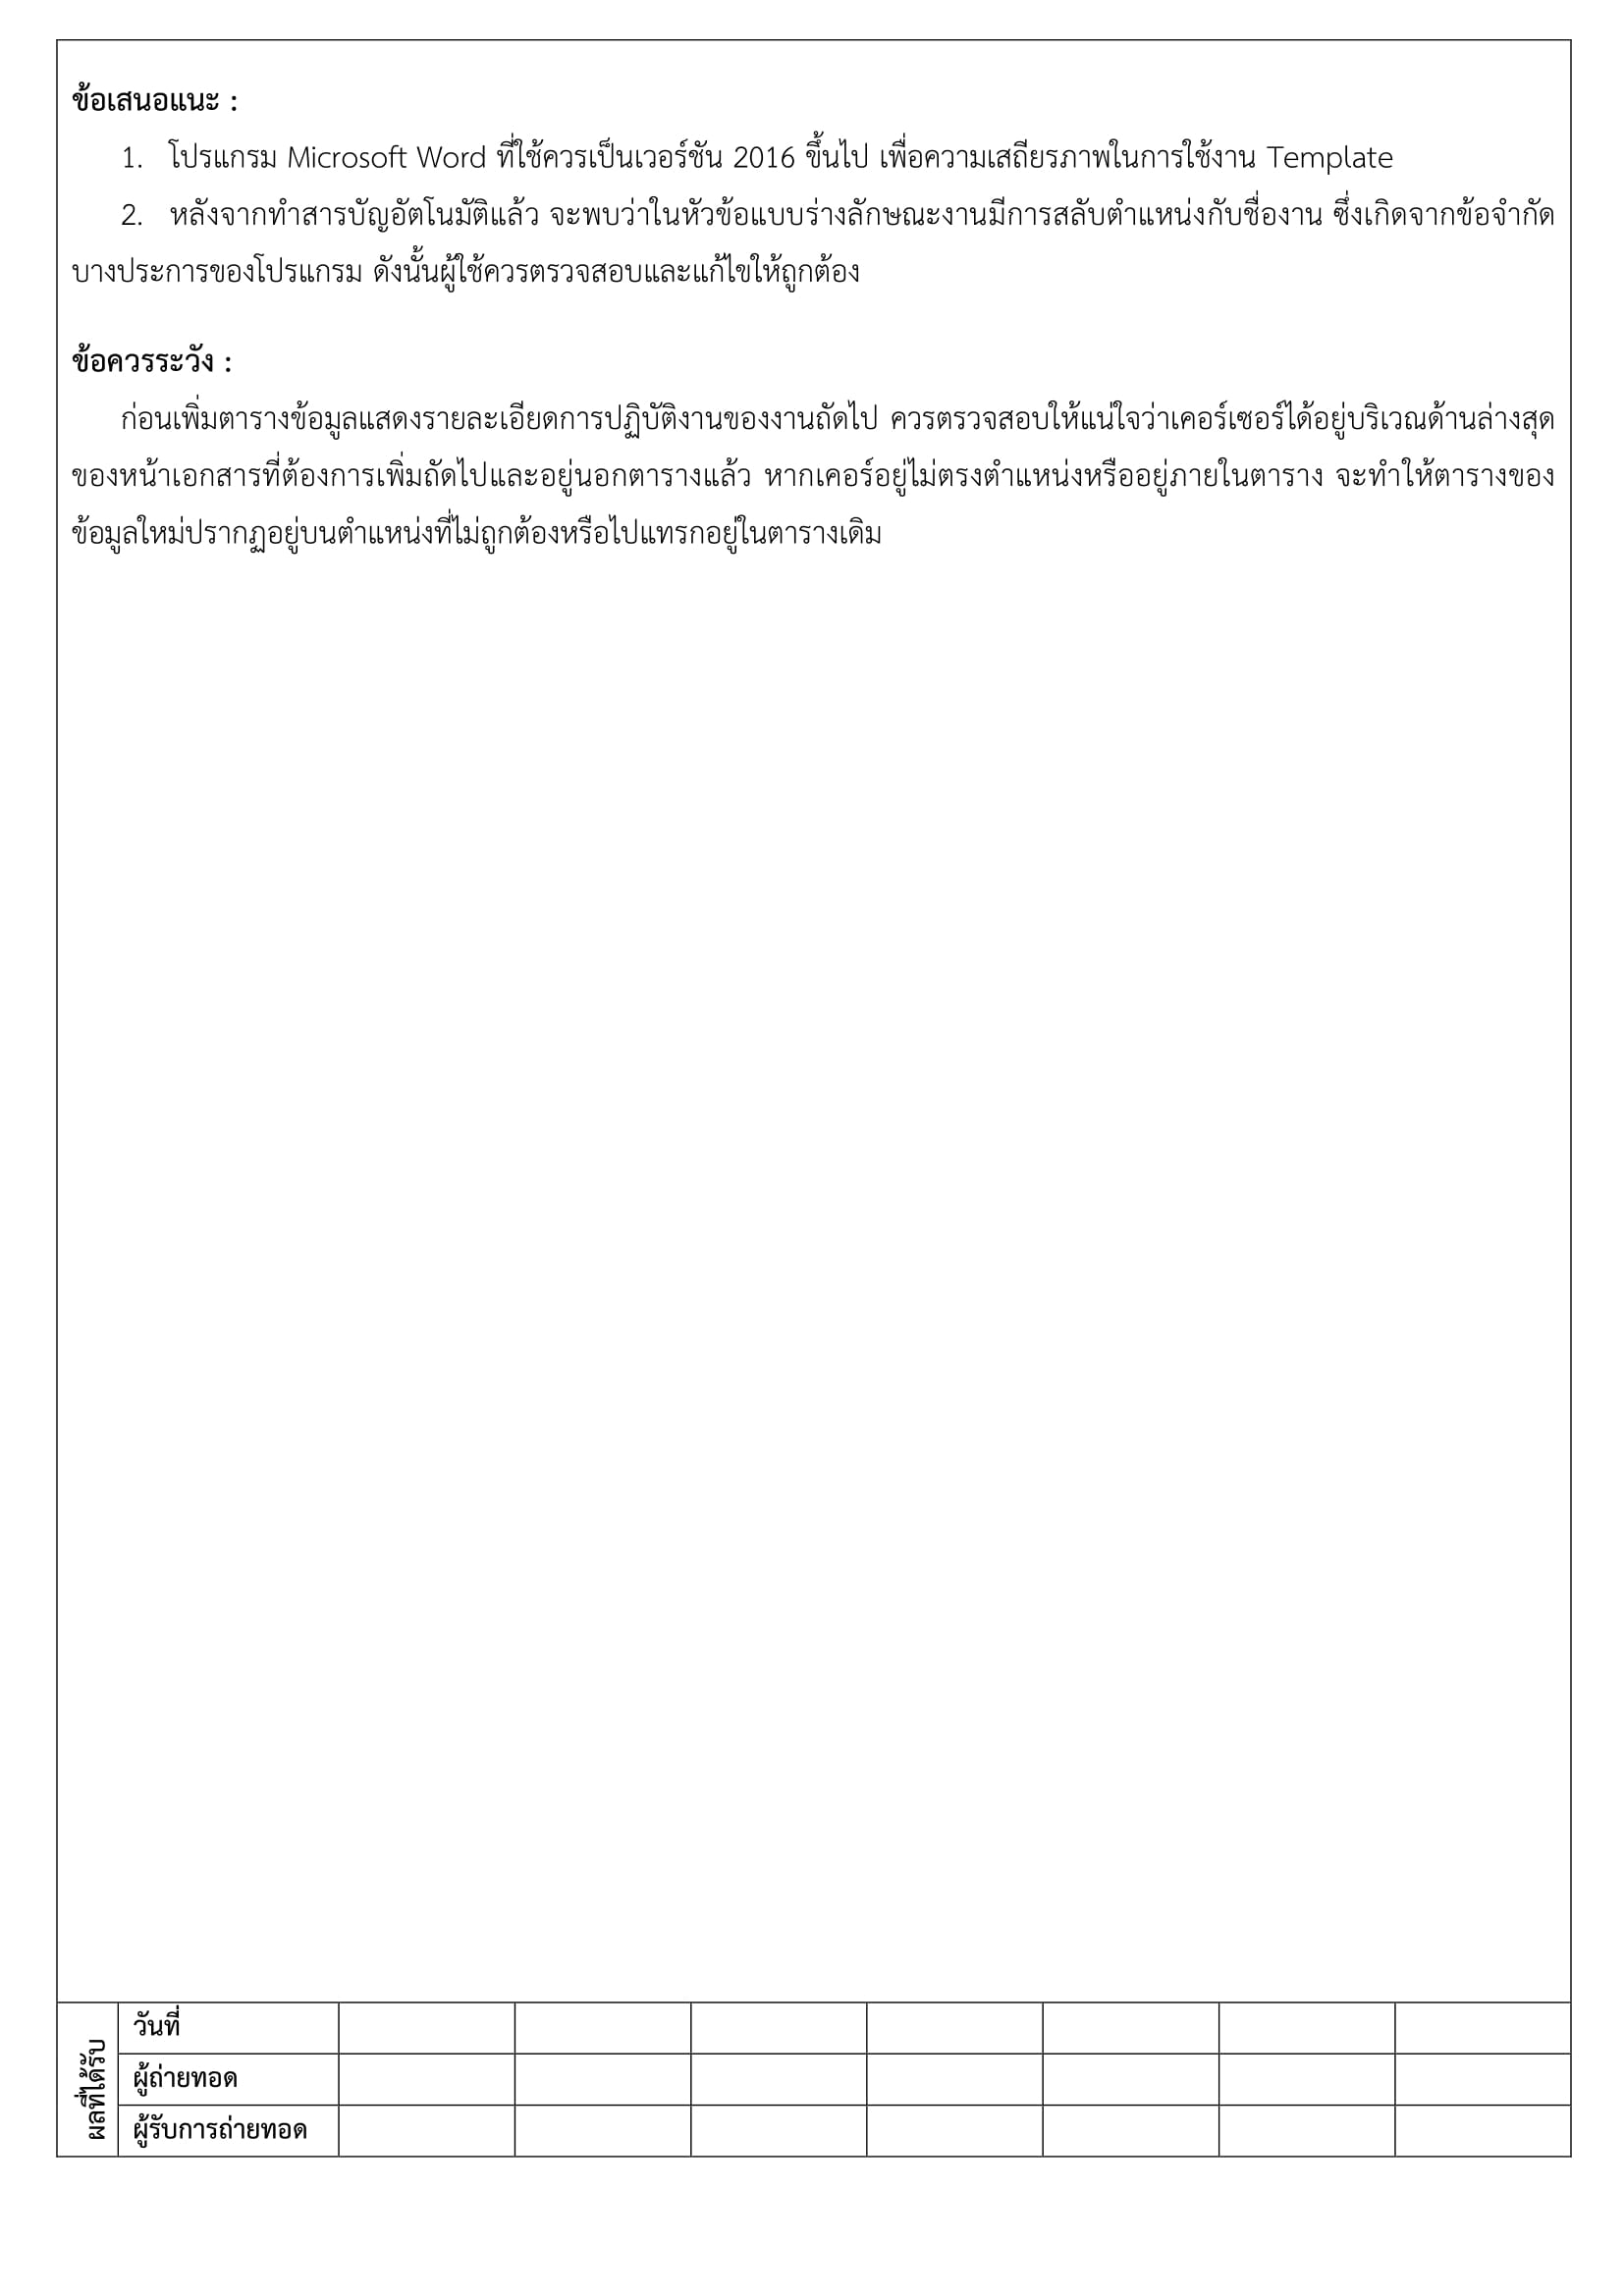 ข้อเสนอแนะ :
1. โปรแกรม Microsoft Word ที่ใช้ควรเป็นเวอร์ชัน 2016 ขึ้นไป เพื่อความเสถียรภาพในการใช้งาน Template
2. หลังจากทำสารบัญอัตโนมัติแล้ว จะพบว่าในหัวข้อแบบร่างลักษณะงานมีการสลับตำแหน่งกับชื่องาน ซึ่งเกิดจากข้อจำกัด
บางประการของโปรแกรม ดังนั้นผู้ใช้ควรตรวจสอบและแก้ไขให้ถูกต้อง
ข้อควรระวัง :
ก่อนเพิ่มตารางข้อมูลแสดงรายละเอียดการปฏิบัติงานของงานถัดไป ควรตรวจสอบให้แน่ใจว่าเคอร์เซอร์ได้อยู่บริเวณด้านล่างสุด
ของหน้าเอกสารที่ต้องการเพิ่มถัดไปและอยู่นอกตารางแล้ว หากเคอร์อยู่ไม่ตรงตำแหน่งหรืออยู่ภายในตาราง จะทำให้ตารางของ
ข้อมูลใหม่ปรากฏอยู่บนตำแหน่งที่ไม่ถูกต้องหรือไปแทรกอยู่ในตารางเดิม
ผลที่ได้รับ
วันที่
ผู้ถ่ายทอด
ผู้รับการถ่ายทอด